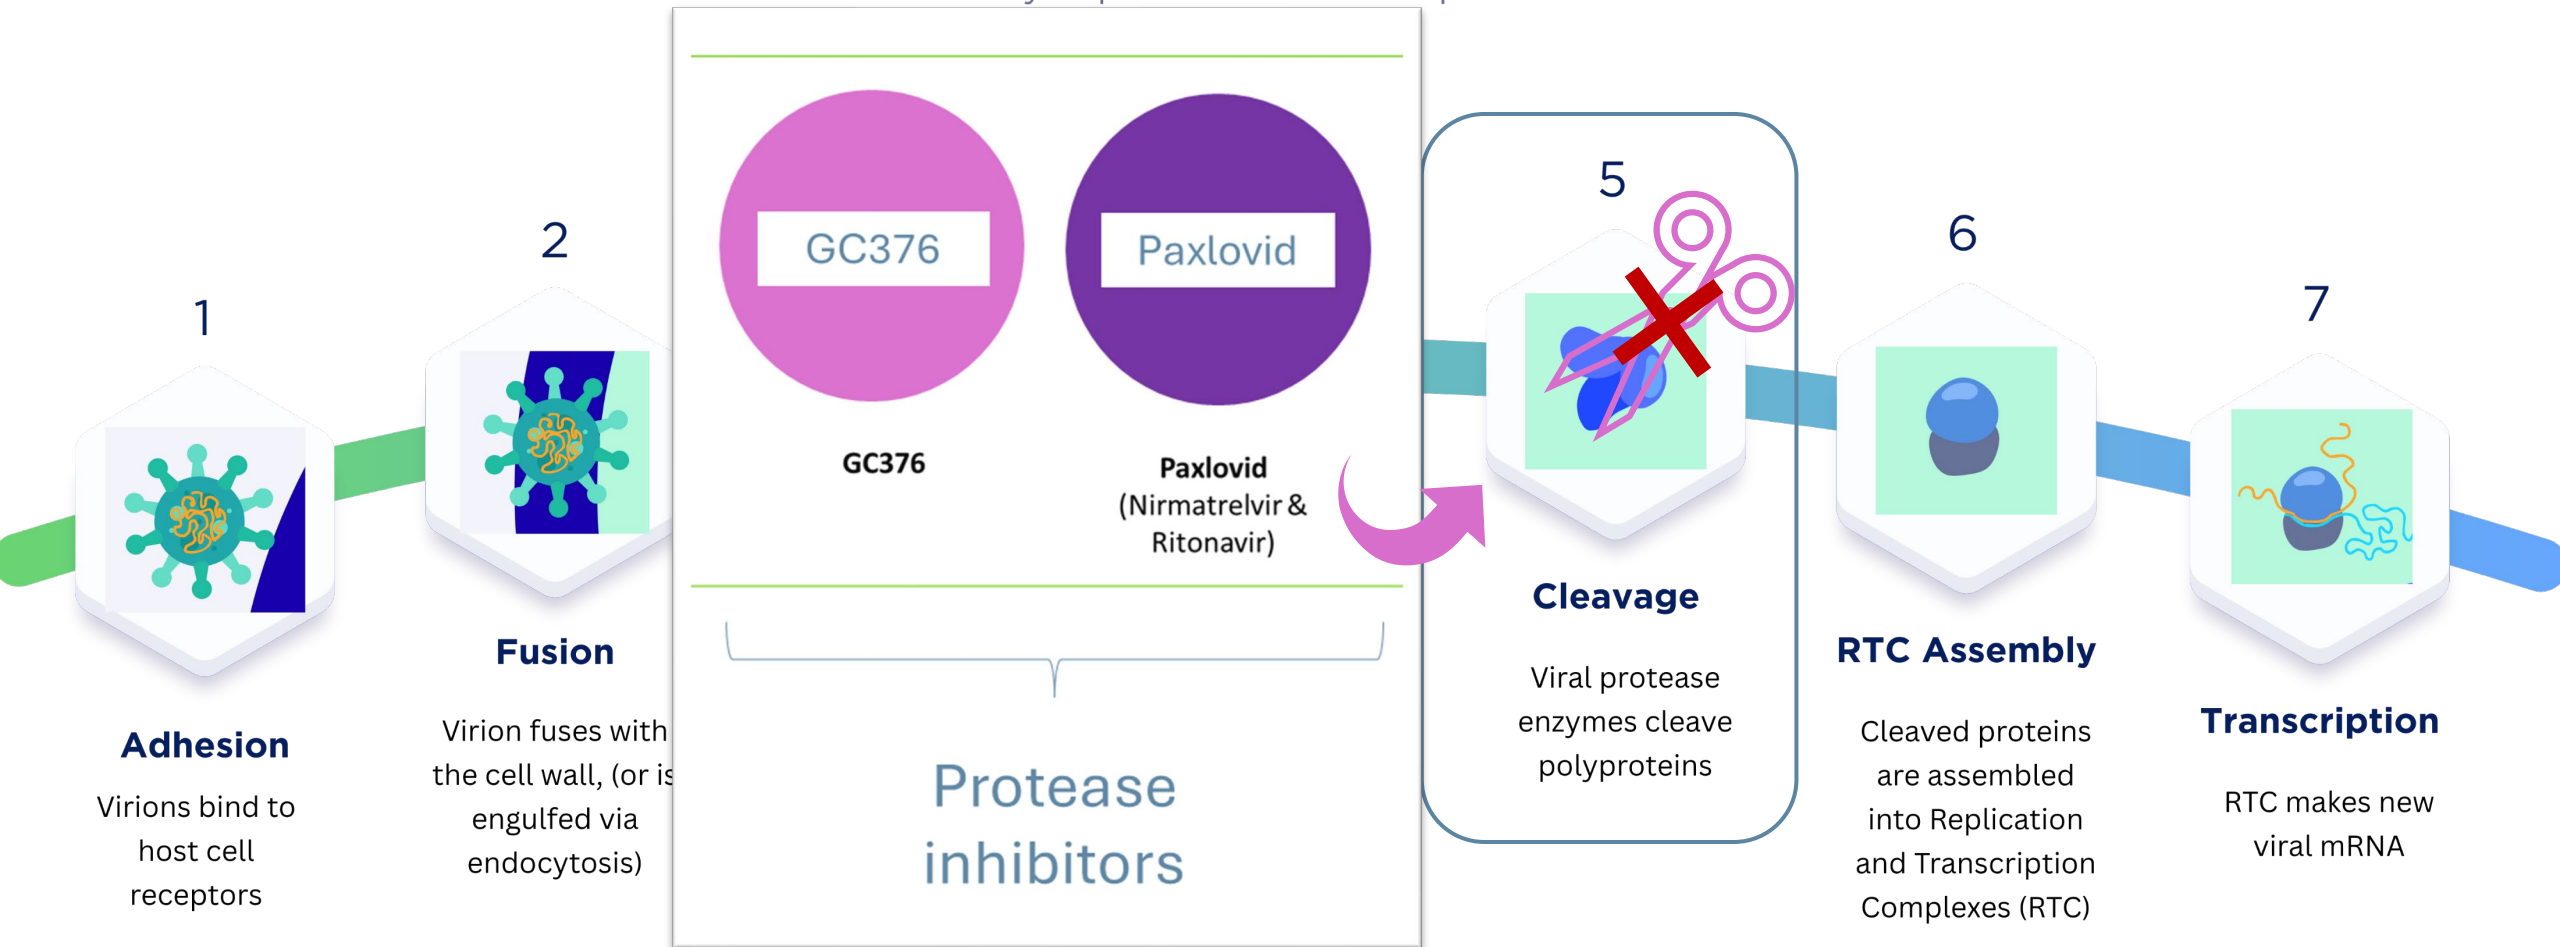 1
Adhesion
Virions bind to
host cell
receptors
2
Fusion
Virion fuses with
the cell wall, (or is
engulfed via
endocytosis)
GC376
Paxlovid
GC376
Paxlovid
(Nirmatrelvir &
Ritonavir)
Protease
inhibitors
5
Cleavage
Viral protease
enzymes cleave
polyproteins
6
RTC Assembly
Cleaved proteins
are assembled
into Replication
and Transcription
Complexes (RTC)
7
Transcription
RTC makes new
viral mRNA